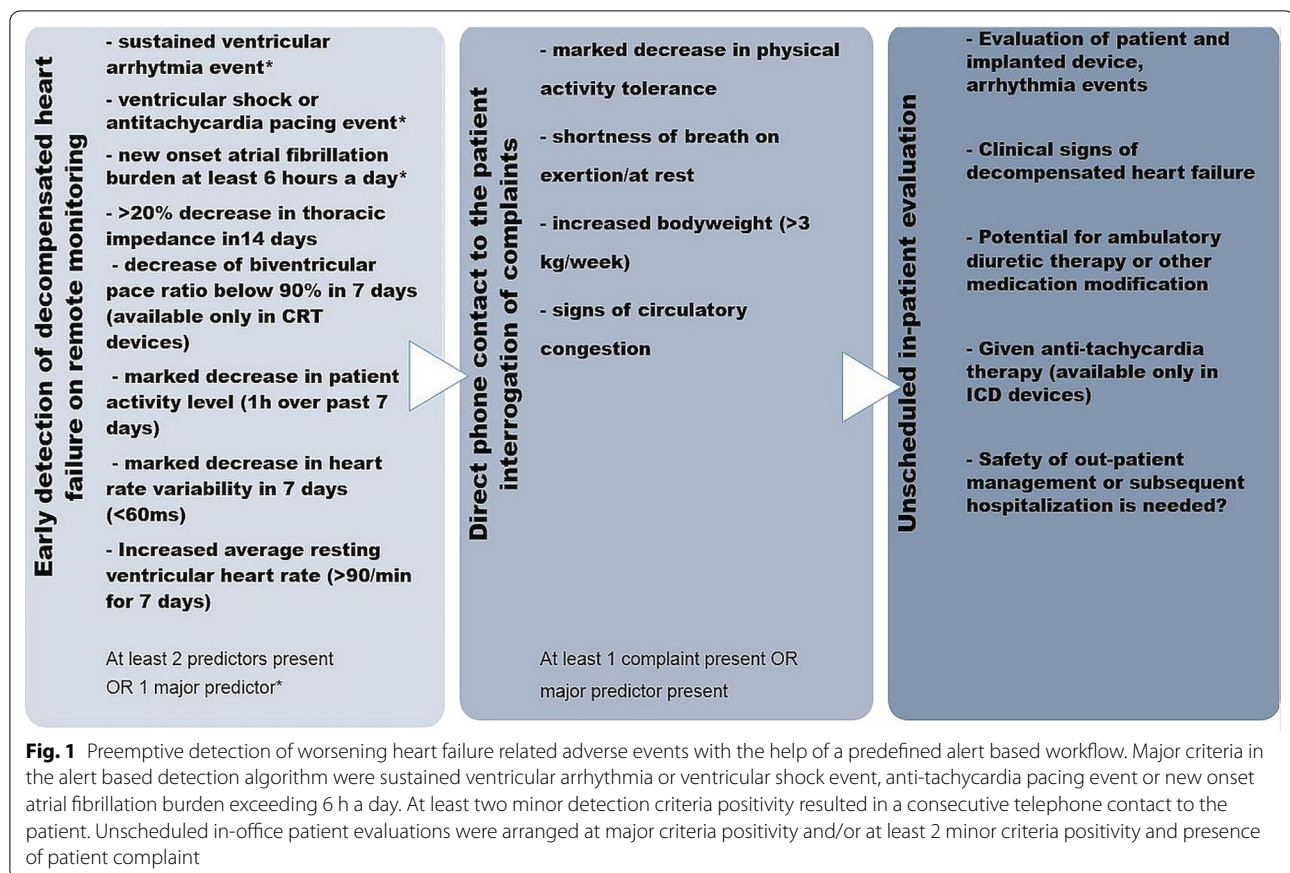 Early detection of decompensated heart
failure on remote monitoring
- sustained ventricular
arrhytmia event*
- ventricular shock or
antitachycardia pacing event*
- new onset atrial fibrillation
burden at least 6 hours a day*
- >20% decrease in thoracic
impedance in14 days
- decrease of biventricular
pace ratio below 90% in 7 days
(available only in CRT
devices)
- marked decrease in patient
activity level (1h over past 7
days)
- marked decrease in heart
rate variability in 7 days
(<60ms)
- Increased average resting
ventricular heart rate (>90/min
for 7 days)
At least 2 predictors present
OR 1 major predictor*
Direct phone contact to the patient
interrogation of complaints
- marked decrease in physical
activity tolerance
- shortness of breath on
exertion/at rest
- increased bodyweight (>3
kg/week)
- signs of circulatory
congestion
At least 1 complaint present OR
major predictor present
Unscheduled in-patient evaluation
- Evaluation of patient and
implanted device,
arrhythmia events
- Clinical signs of
decompensated heart failure
- Potential for ambulatory
diuretic therapy or other
medication modification
- Given anti-tachycardia
therapy (available only in
ICD devices)
- Safety of out-patient
management or subsequent
hospitalization is needed?
Fig. 1 Preemptive detection of worsening heart failure related adverse events with the help of a predefined alert based workflow. Major criteria in
the alert based detection algorithm were sustained ventricular arrhythmia or ventricular shock event, anti-tachycardia pacing event or new onset
atrial fibrillation burden exceeding 6 h a day. At least two minor detection criteria positivity resulted in a consecutive telephone contact to the
patient. Unscheduled in-office patient evaluations were arranged at major criteria positivity and/or at least 2 minor criteria positivity and presence
of patient complaint